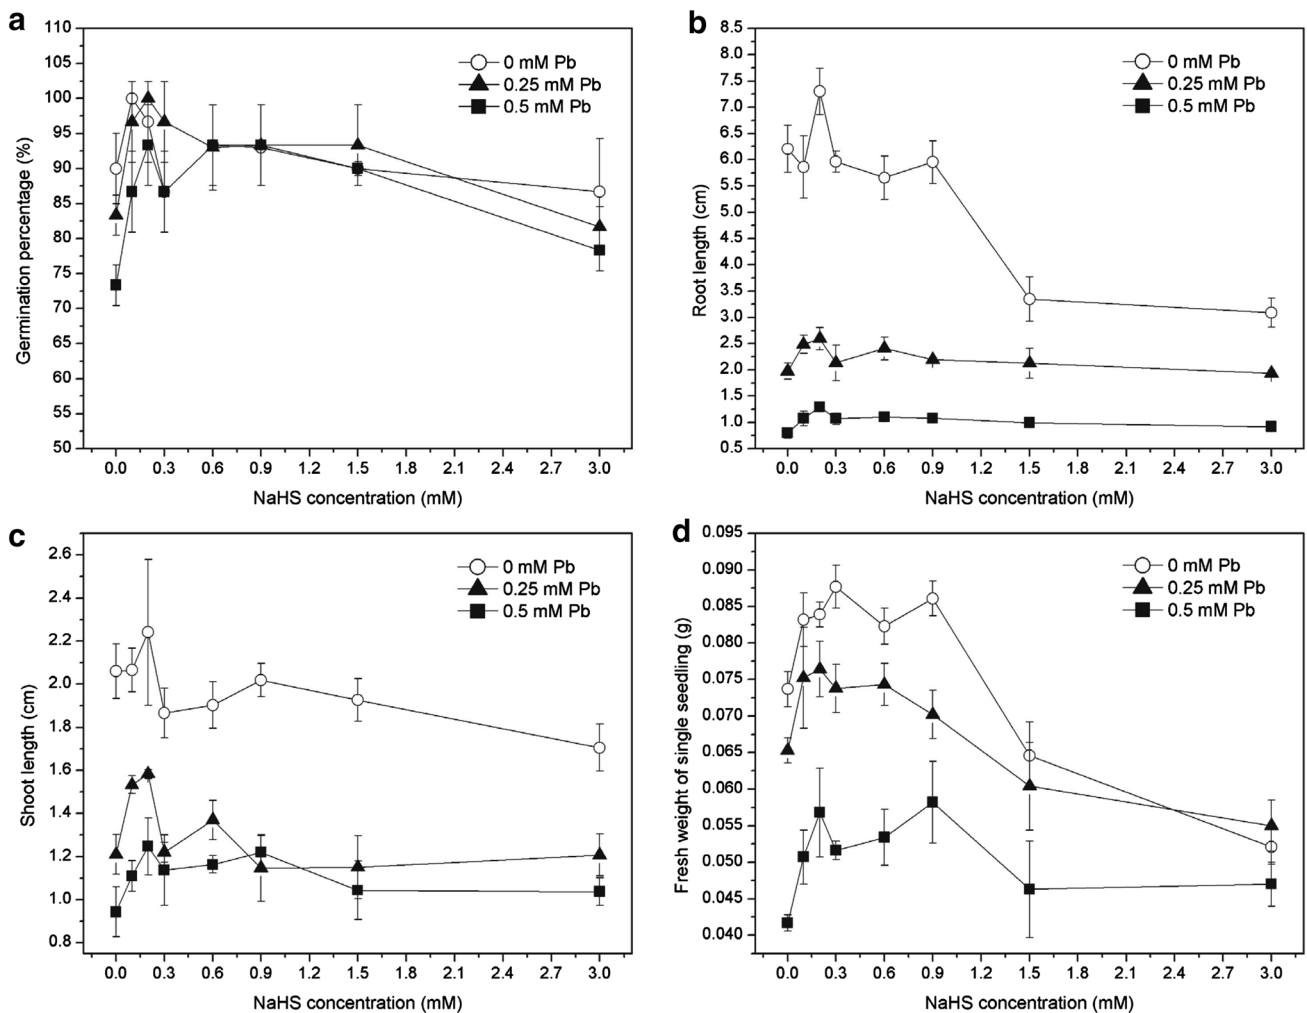 a
110
105
100
95
90
85
80
75
70
65
60
55
50
Germination percentage (%)
0 mM Pb
0.25 mM Pb
0.5 mM Pb
0.0 0.3 0.6 0.9 1.2 1.5 1.8 2.1 2.4 2.7 3.0
NaHS concentration (mM)
b
8.5
8.0
7.5
7.0
6.5
6.0
5.5
5.0
4.5
4.0
3.5
3.0
2.5
2.0
1.5
1.0
0.5
Root length (cm)
0 mM Pb
0.25 mM Pb
0.5 mM Pb
0.0 0.3 0.6 0.9 1.2 1.5 1.8 2.1 2.4 2.7 3.0
NaHS concentration (mM)
c
2.6
2.4
2.2
2.0
1.8
1.6
1.4
1.2
1.0
0.8
Shoot length (cm)
0 mM Pb
0.25 mM Pb
0.5 mM Pb
0.0 0.3 0.6 0.9 1.2 1.5 1.8 2.1 2.4 2.7 3.0
NaHS concentration (mM)
d
0.095
0.090
0.085
0.080
0.075
0.070
0.065
0.060
0.055
0.050
0.045
0.040
Fresh weight of single seedling (g)
0 mM Pb
0.25 mM Pb
0.5 mM Pb
0.0 0.3 0.6 0.9 1.2 1.5 1.8 2.1 2.4 2.7 3.0
NaHS concentration (mM)